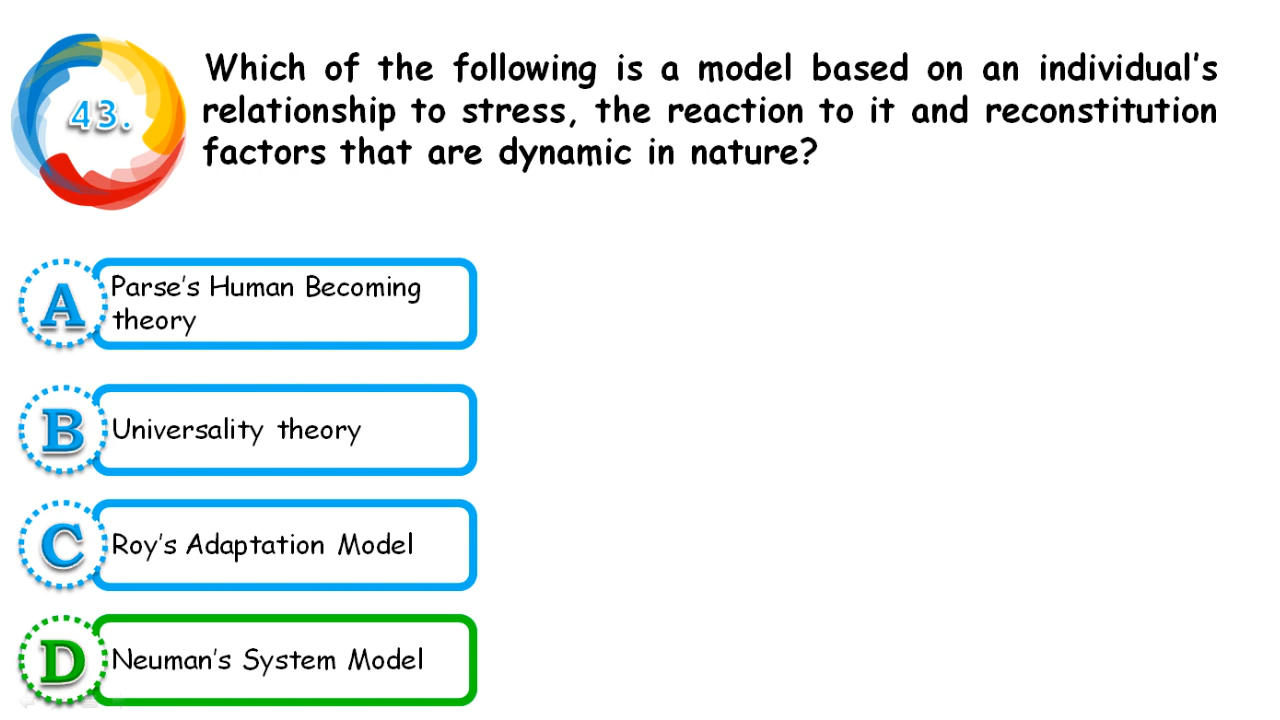 43.
Which of the following is a model based on an individual's
relationship to stress, the reaction to it and reconstitution
factors that are dynamic in nature?
A
Parse's Human Becoming
theory
B
Universality theory
C
Roy's Adaptation Model
D
Neuman's System Model